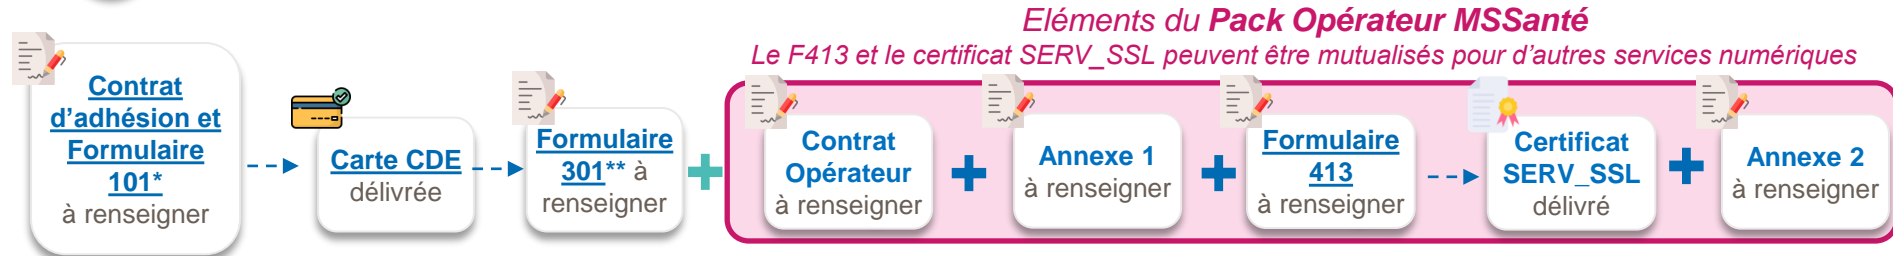 Eléments du Pack Opérateur MSSanté
Le F413 et le certificat SERV_SSL peuvent être mutualisés pour d'autres services numériques
Contrat
d'adhésion et
Formulaire
101*
à renseigner
Carte CDE
délivrée
Formulaire
301** à
renseigner
Contrat
Opérateur
à renseigner
Annexe 1
à renseigner
Formulaire
413
à renseigner
Certificat
SERV_SSL
délivré
Annexe 2
à renseigner